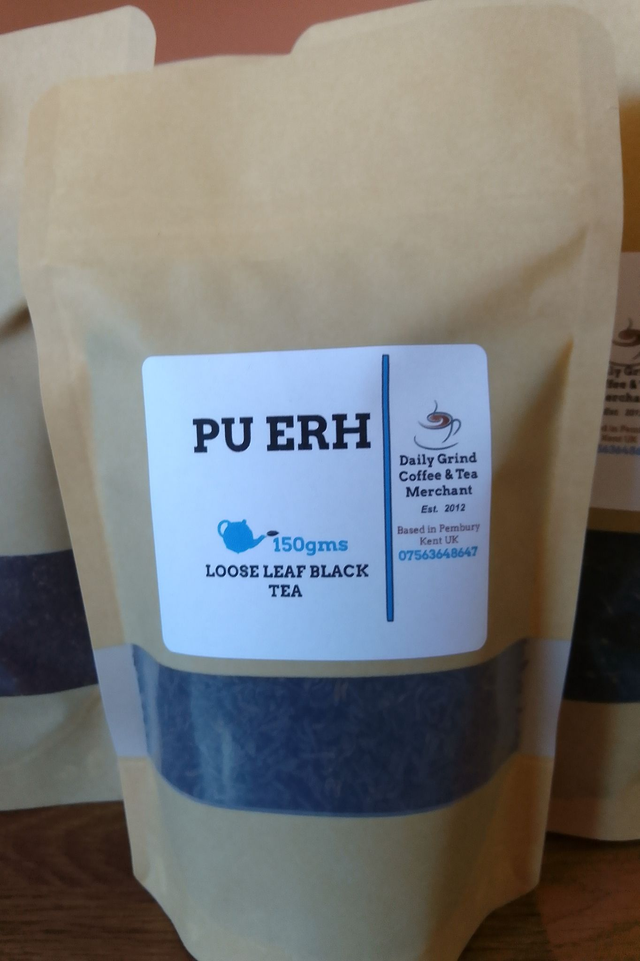 PU ERH
150gms
LOOSE LEAF BLACK
TEA
Daily Grind
Coffee & Tea
Merchant
Est. 2012
Based in Pembury
Kent UK
07563648647